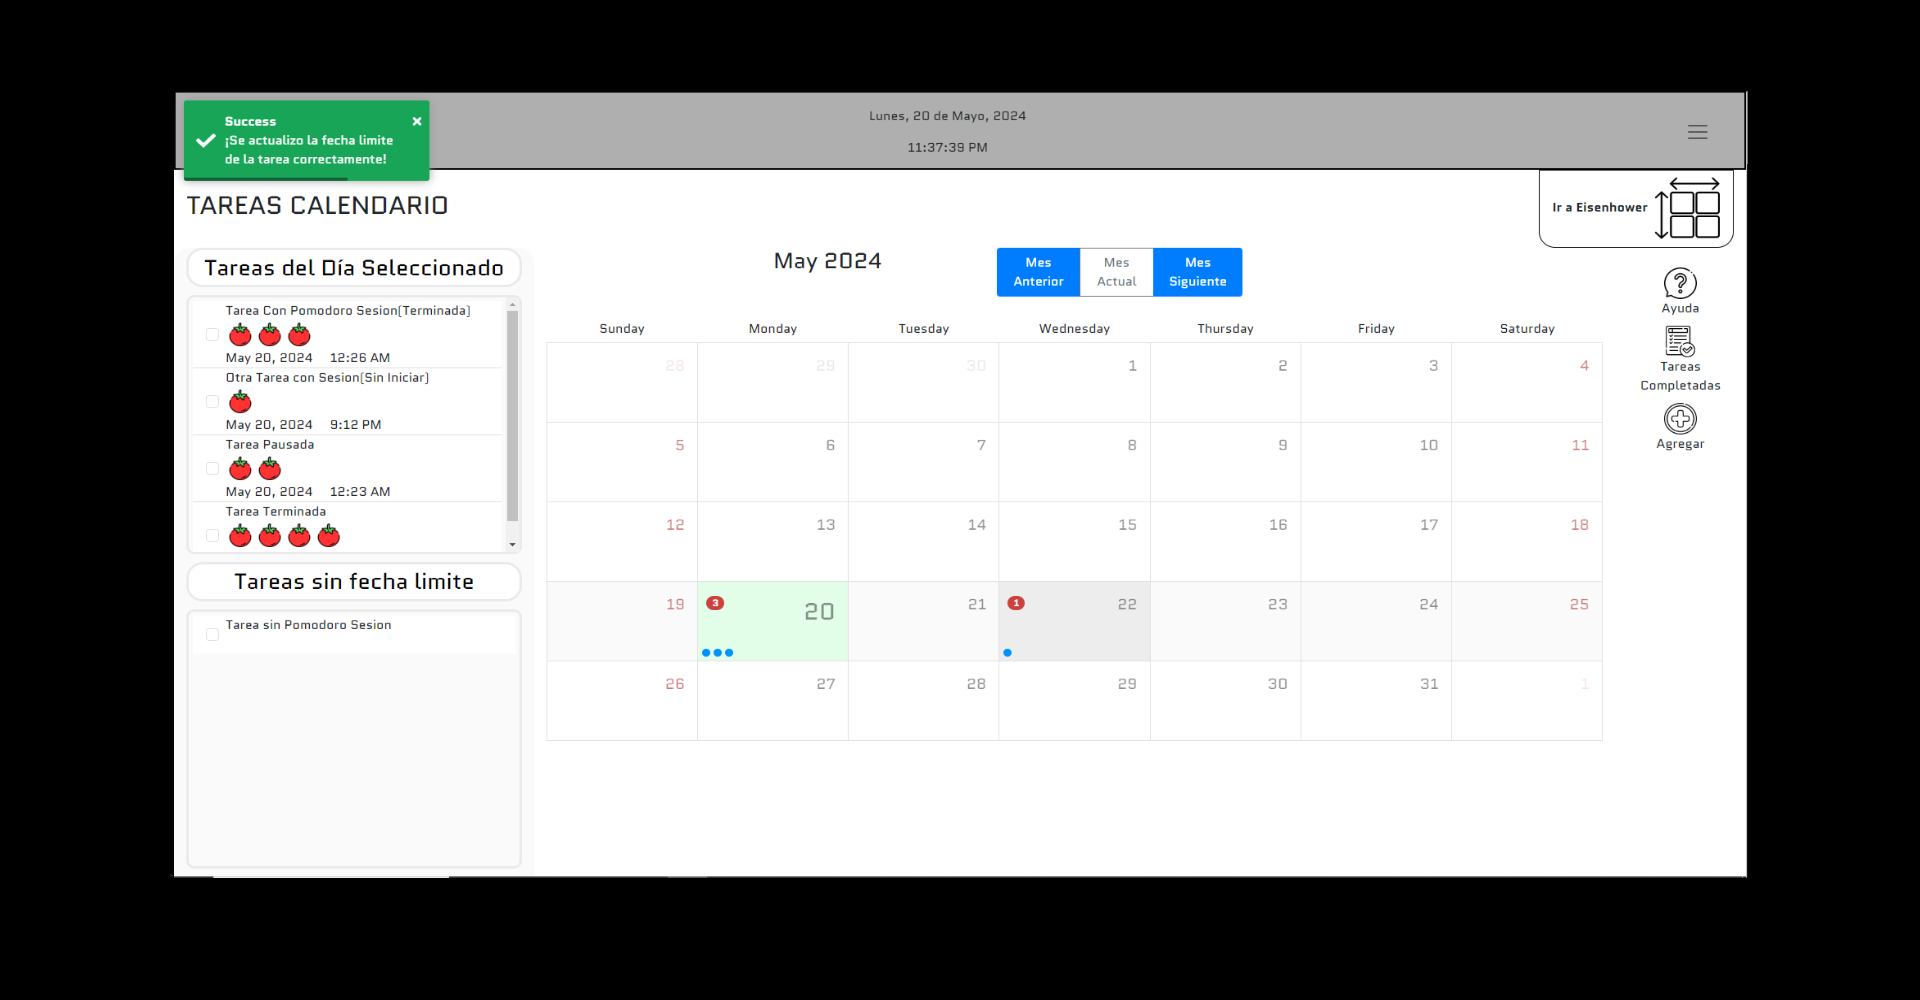 Success
¡Se actualizo la fecha limite
de la tarea correctamente!
Lunes, 20 de Mayo, 2024
11:37:39 PM
TAREAS CALENDARIO
Ir a Eisenhower
Tareas del Día Seleccionado
Tarea Con Pomodoro Sesion(Terminada)
May 20, 2024 12:26 AM
Otra Tarea con Sesion(Sin Iniciar)
May 20, 2024 9:12 PM
Tarea Pausada
May 20, 2024 12:23 AM
Tarea Terminada
Tareas sin fecha limite
Tarea sin Pomodoro Sesion
May 2024
Mes Anterior
Mes Actual
Mes Siguiente
Sunday Monday Tuesday Wednesday Thursday Friday Saturday
28 29 30 1 2 3 4
5 6 7 8 9 10 11
12 13 14 15 16 17 18
19 3 20 21 1 22 23 24 25
26 27 28 29 30 31 1
Ayuda
Tareas
Completadas
Agregar